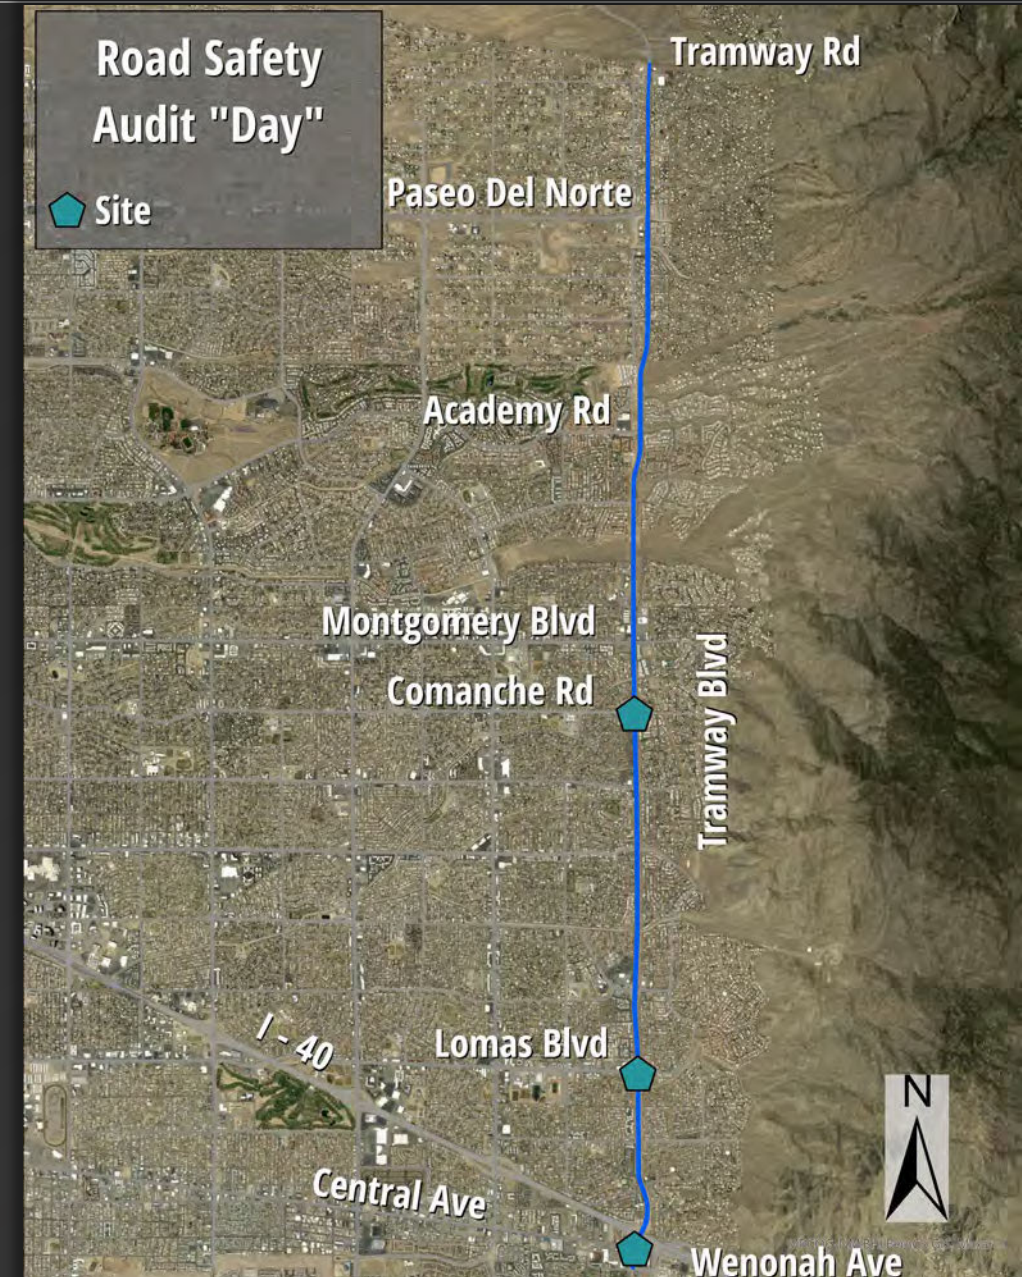 Road Safety
Audit "Day"
Site
Tramway Rd
Paseo Del Norte
Academy Rd
Montgomery Blvd
Comanche Rd
Tramway Blvd
I - 40
Lomas Blvd
N
Central Ave
Wenonah Ave